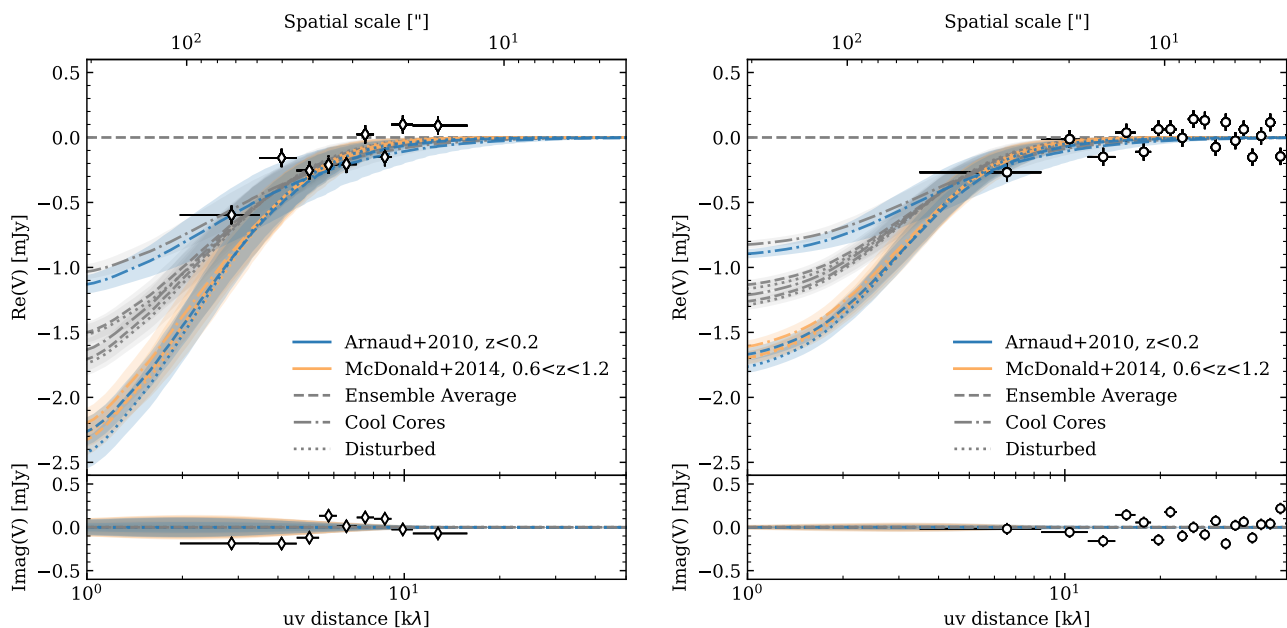 Spatial scale ["]
10² 10¹
0.5
0.0
−0.5
−1.0
−1.5
−2.0
−2.5
Re(V) [mJy]
Arnaud+2010, z<0.2
McDonald+2014, 0.6<z<1.2
Ensemble Average
Cool Cores
Disturbed
0.5
0.0
−0.5
Imag(V) [mJy]
10⁰ 10¹
uv distance [kλ]
Spatial scale ["]
10² 10¹
0.5
0.0
−0.5
−1.0
−1.5
−2.0
−2.5
Re(V) [mJy]
Arnaud+2010, z<0.2
McDonald+2014, 0.6<z<1.2
Ensemble Average
Cool Cores
Disturbed
0.5
0.0
−0.5
Imag(V) [mJy]
10⁰ 10¹
uv distance [kλ]